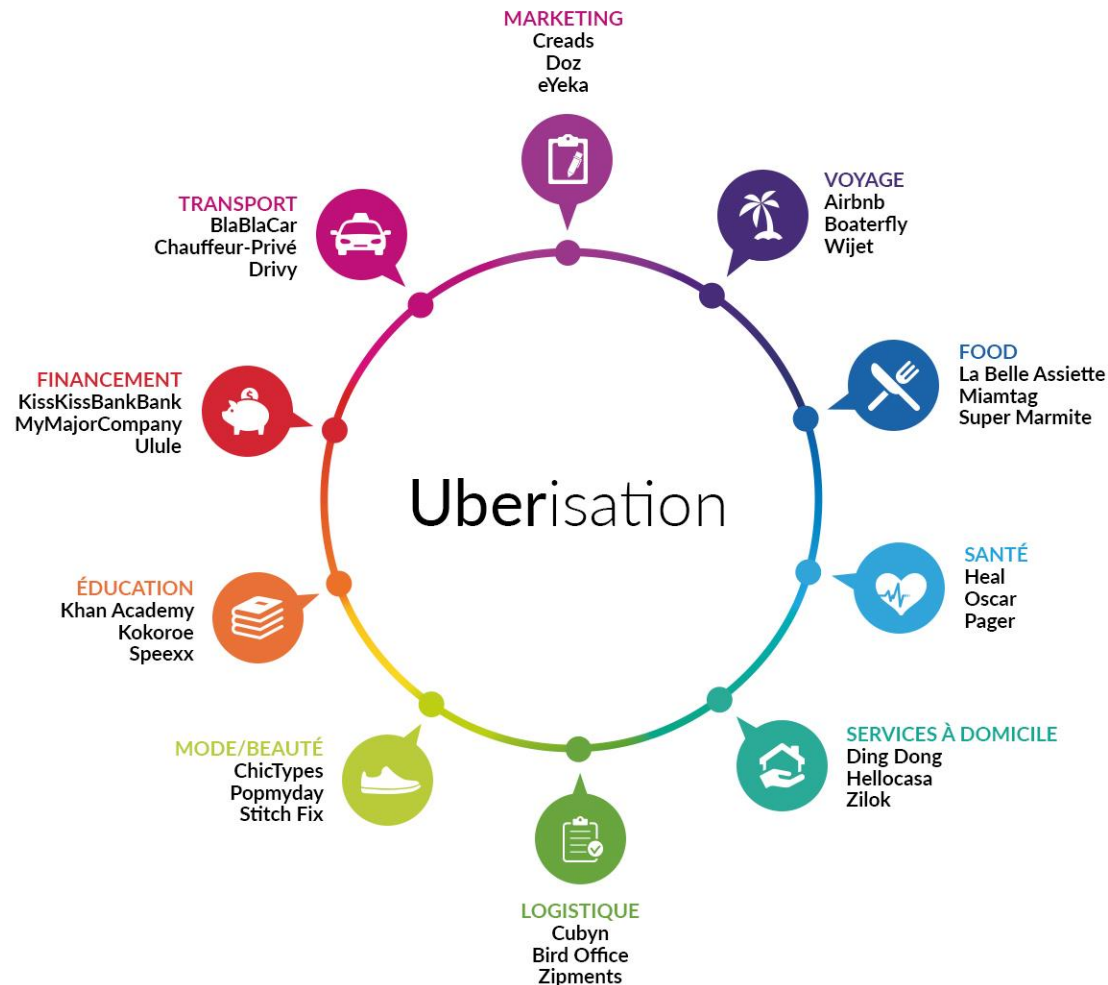 MARKETING
Creads
Doz
eYeka
VOYAGE
Airbnb
Boaterfly
Wijet
FOOD
La Belle Assiette
Miamtag
Super Marmite
SANTÉ
Heal
Oscar
Pager
SERVICES À DOMICILE
Ding Dong
Hellocasa
Zilok
LOGISTIQUE
Cubyn
Bird Office
Zipments
MODE/BEAUTÉ
ChicTypes
Popmyday
Stitch Fix
ÉDUCATION
Khan Academy
Kokoroe
Speexx
FINANCEMENT
KissKissBankBank
MyMajorCompany
Ulule
TRANSPORT
BlaBlaCar
Chauffeur-Privé
Drivy
Uberisation
$